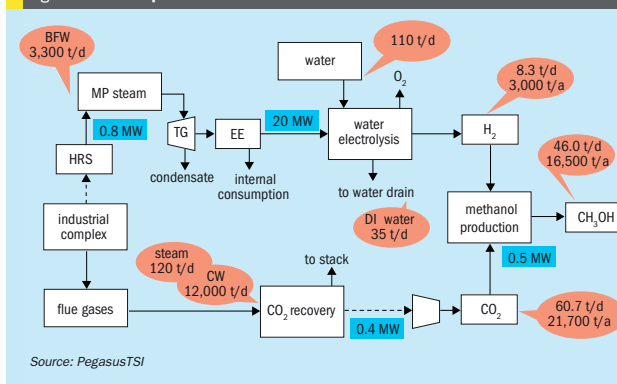 BFW
3,300 t/d
MP steam
0.8 MW
HRS
industrial
complex
flue gases
TG
condensate
EE
internal
consumption
20 MW
water
110 t/d
O2
water
electrolysis
to water drain
DI water
35 t/d
8.3 t/d
3,000 t/a
H2
46.0 t/d
16,500 t/a
methanol
production
CH3OH
0.5 MW
steam
120 t/d
CW
12,000 t/d
to stack
CO2 recovery
0.4 MW
CO2
60.7 t/d
21,700 t/a
Source: PegasusTSI